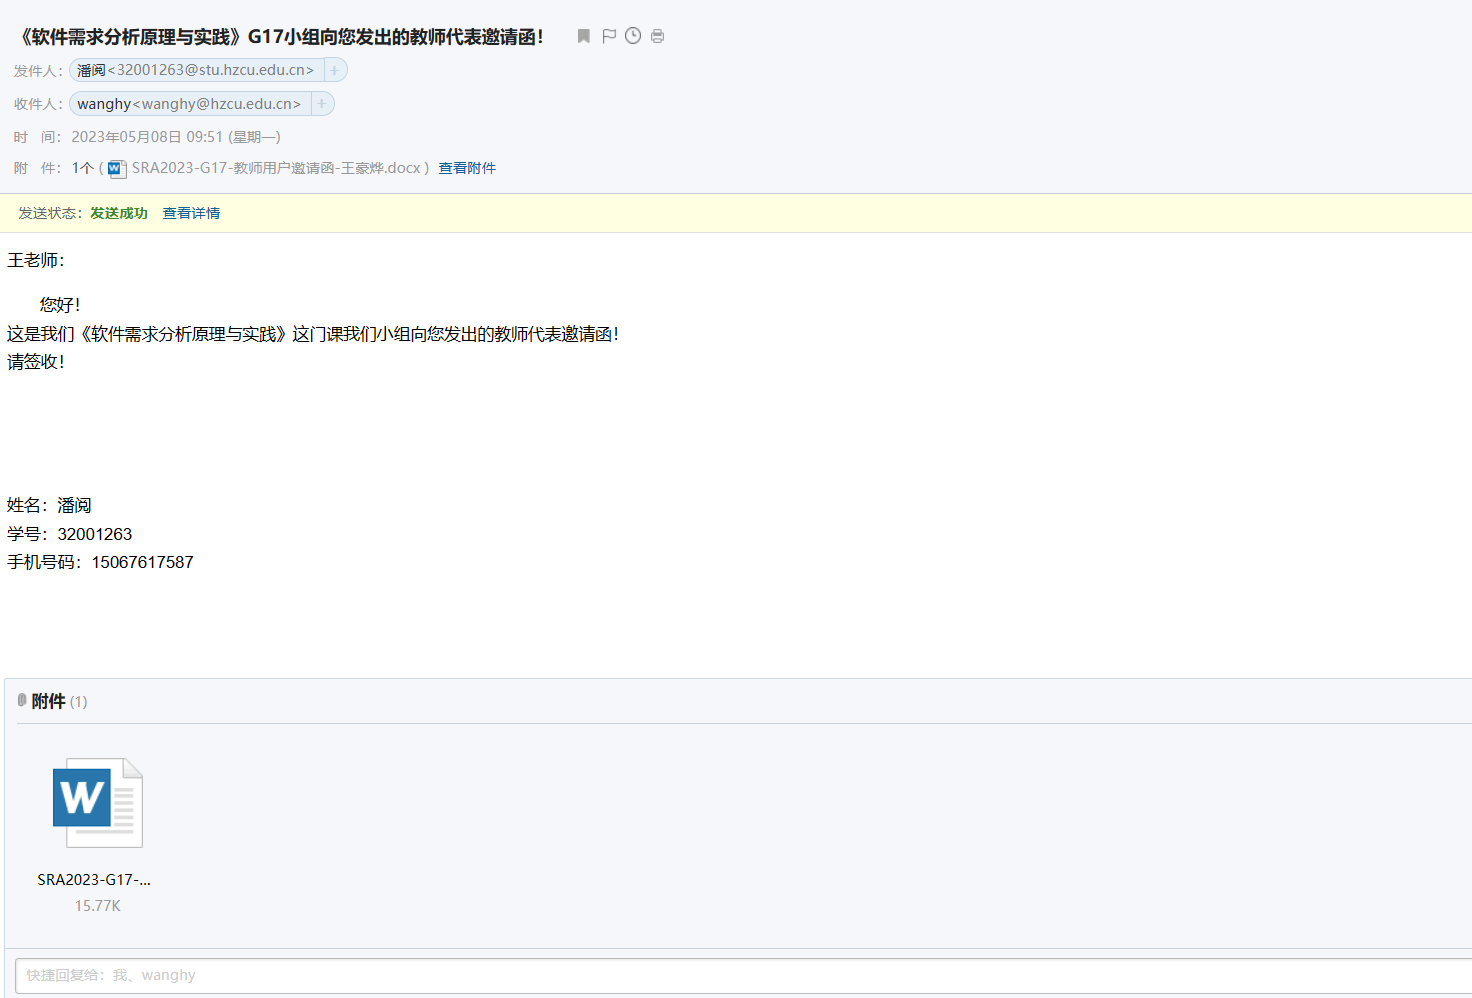 《软件需求分析原理与实践》G17小组向您发出的教师代表邀请函！
发件人： 潘阅<32001263@stu.hzcu.edu.cn> +
收件人： wanghy<wanghy@hzcu.edu.cn> +
时 间： 2023年05月08日 09:51 (星期一)
附 件： 1个 ( SRA2023-G17-教师用户邀请函-王豪烨.docx ) 查看附件
发送状态：发送成功 查看详情
王老师：
您好！
这是我们《软件需求分析原理与实践》这门课我们小组向您发出的教师代表邀请函！
请签收！
姓名：潘阅
学号：32001263
手机号码：15067617587
附件 (1)
W
SRA2023-G17-...
15.77K
快捷回复给：我、wanghy